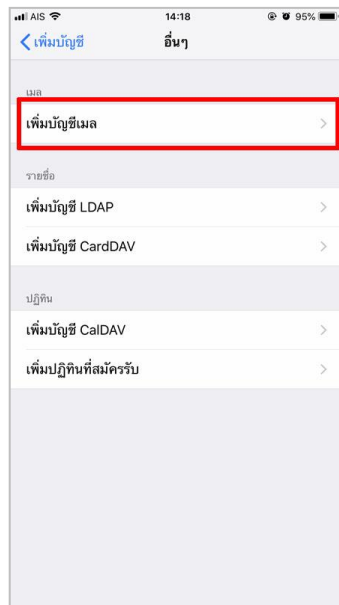 AIS 14:18 95%
เพิ่มบัญชี อื่นๆ
เมล
เพิ่มบัญชีเมล
รายชื่อ
เพิ่มบัญชี LDAP
เพิ่มบัญชี CardDAV
ปฏิทิน
เพิ่มบัญชี CalDAV
เพิ่มปฏิทินที่สมัครรับ